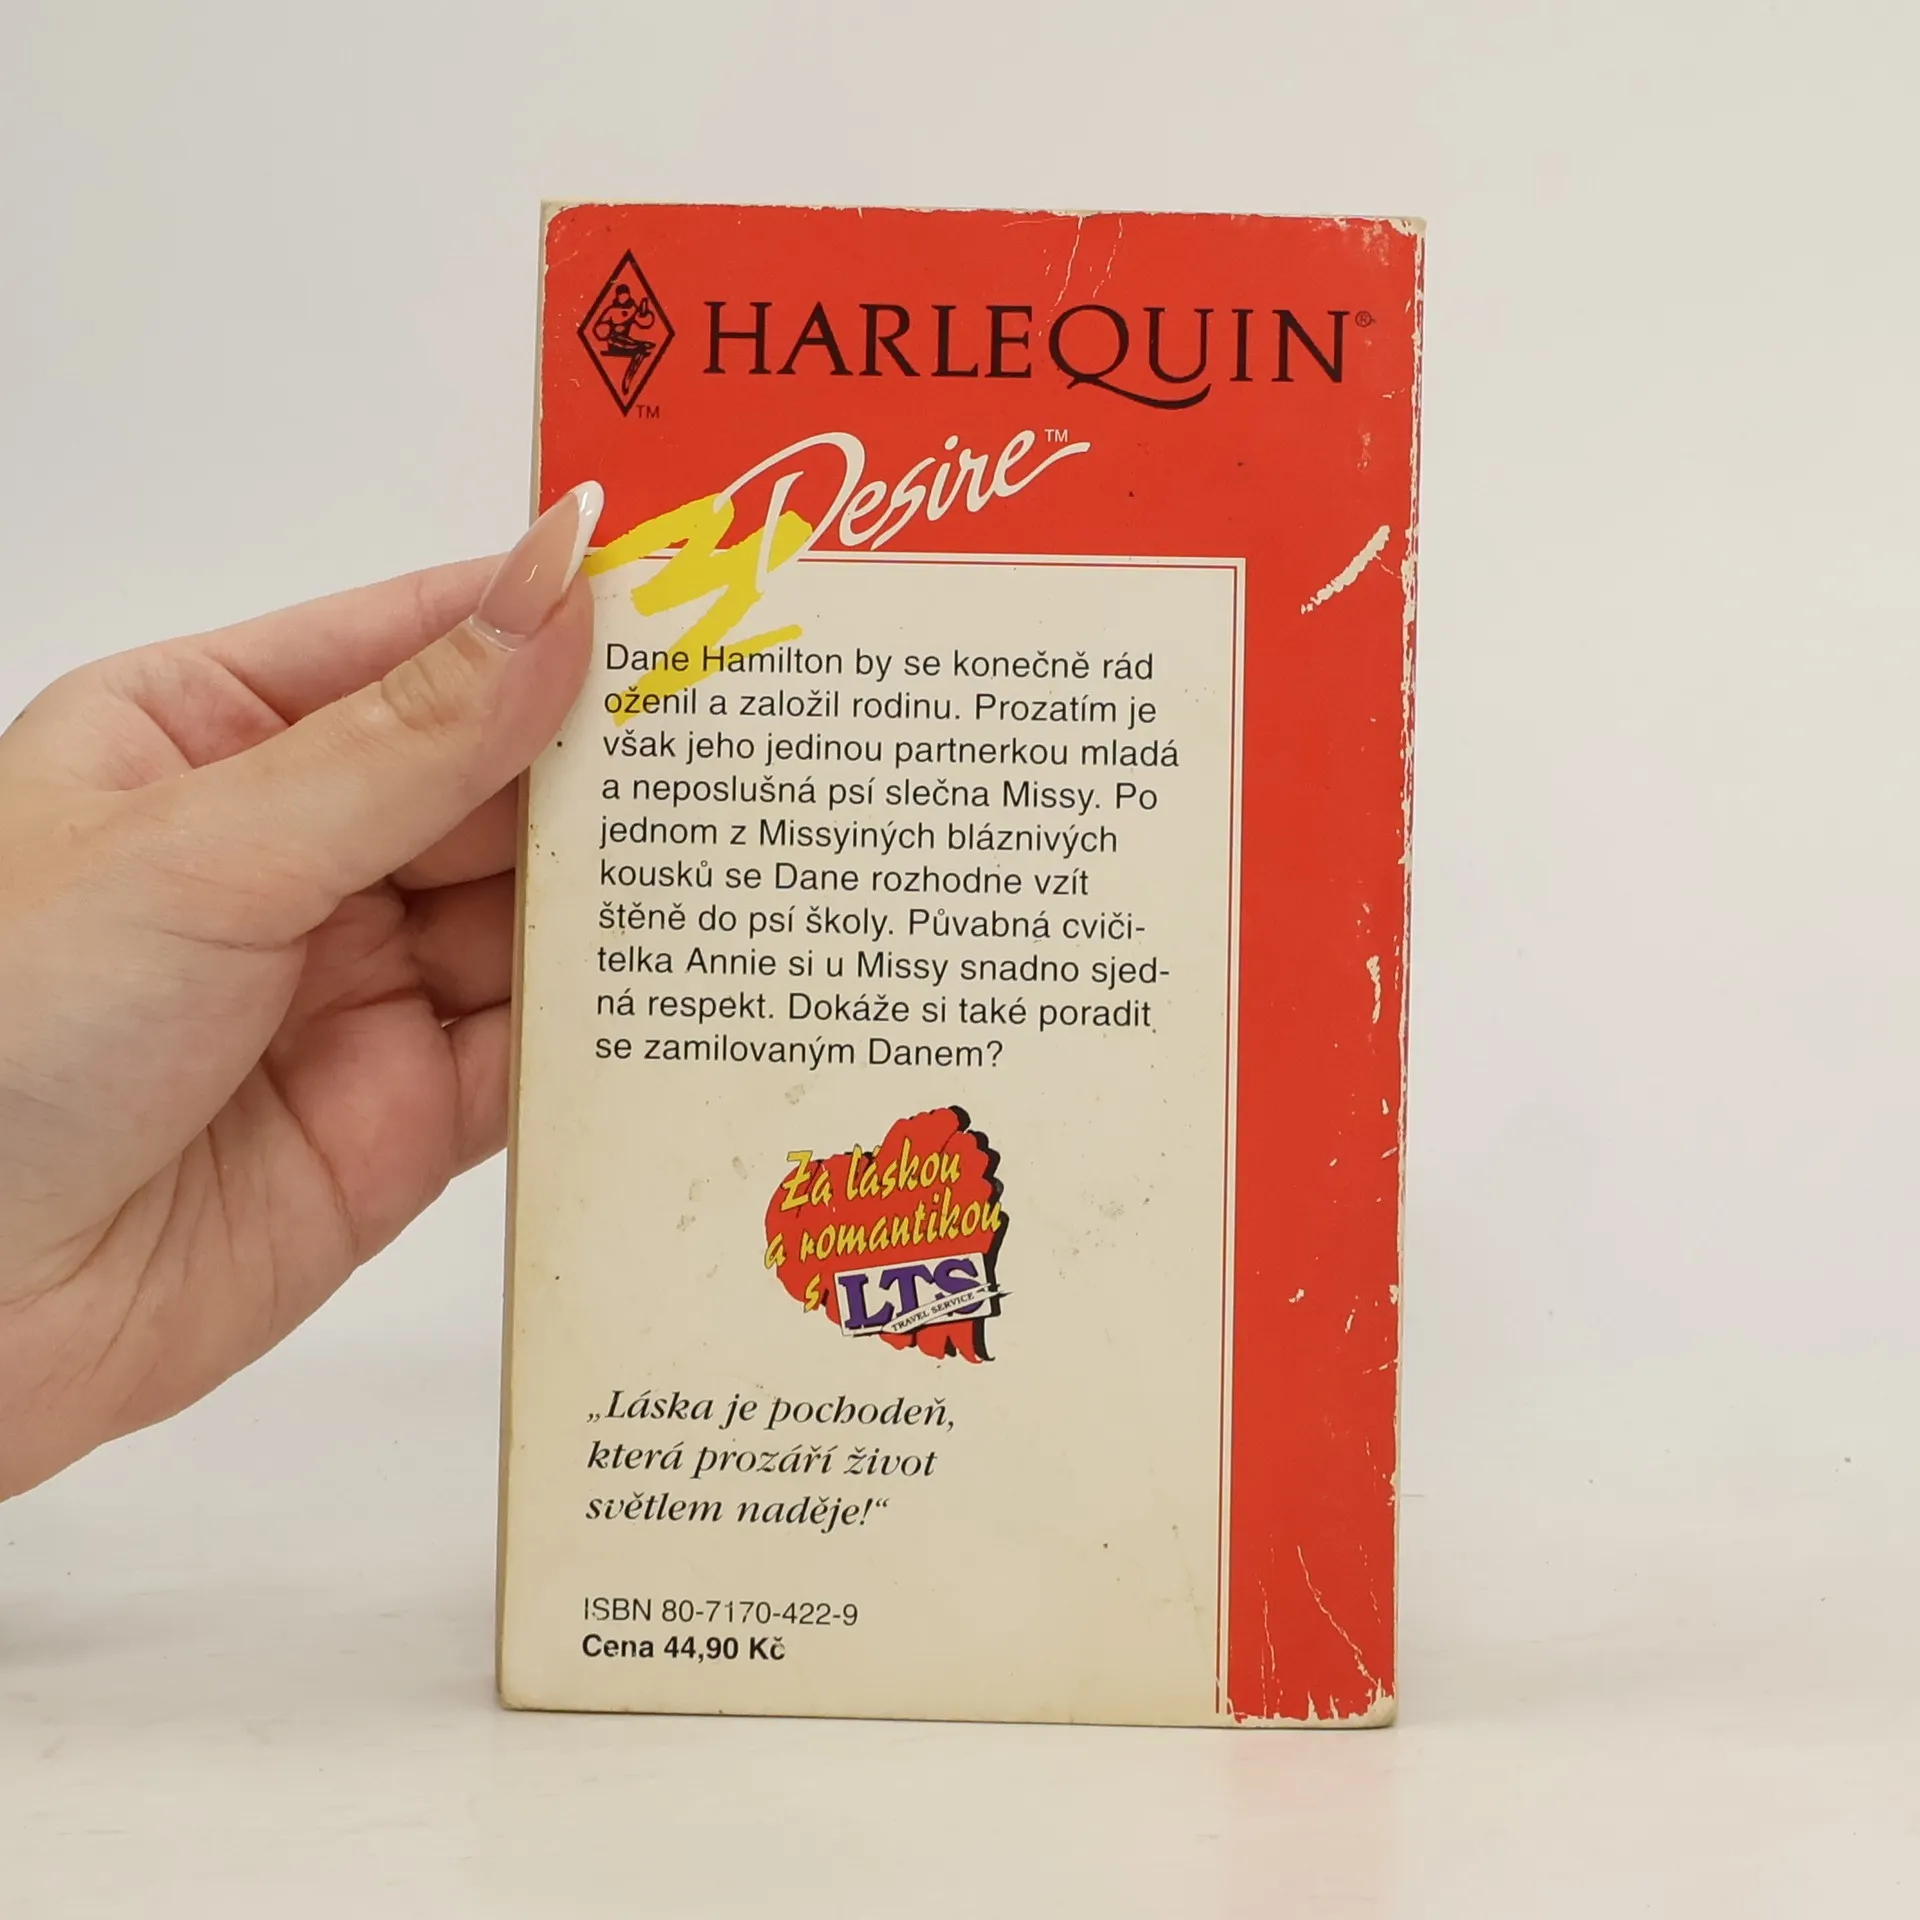 HARLEQUIN®
TM
Desire™
Dane Hamilton by se konečně rád
oženil a založil rodinu. Prozatím je
však jeho jedinou partnerkou mladá
a neposlušná psí slečna Missy. Po
jednom z Missyiných bláznivých
kousků se Dane rozhodne vzít
štěně do psí školy. Půvabná cviči-
telka Annie si u Missy snadno sjed-
ná respekt. Dokáže si také poradit
se zamilovaným Danem?
Za láskou
a romantikou
s LTS
TRAVEL SERVICE
„Láska je pochodeň,
která prozáří život
světlem naděje!“
ISBN 80-7170-422-9
Cena 44,90 Kč